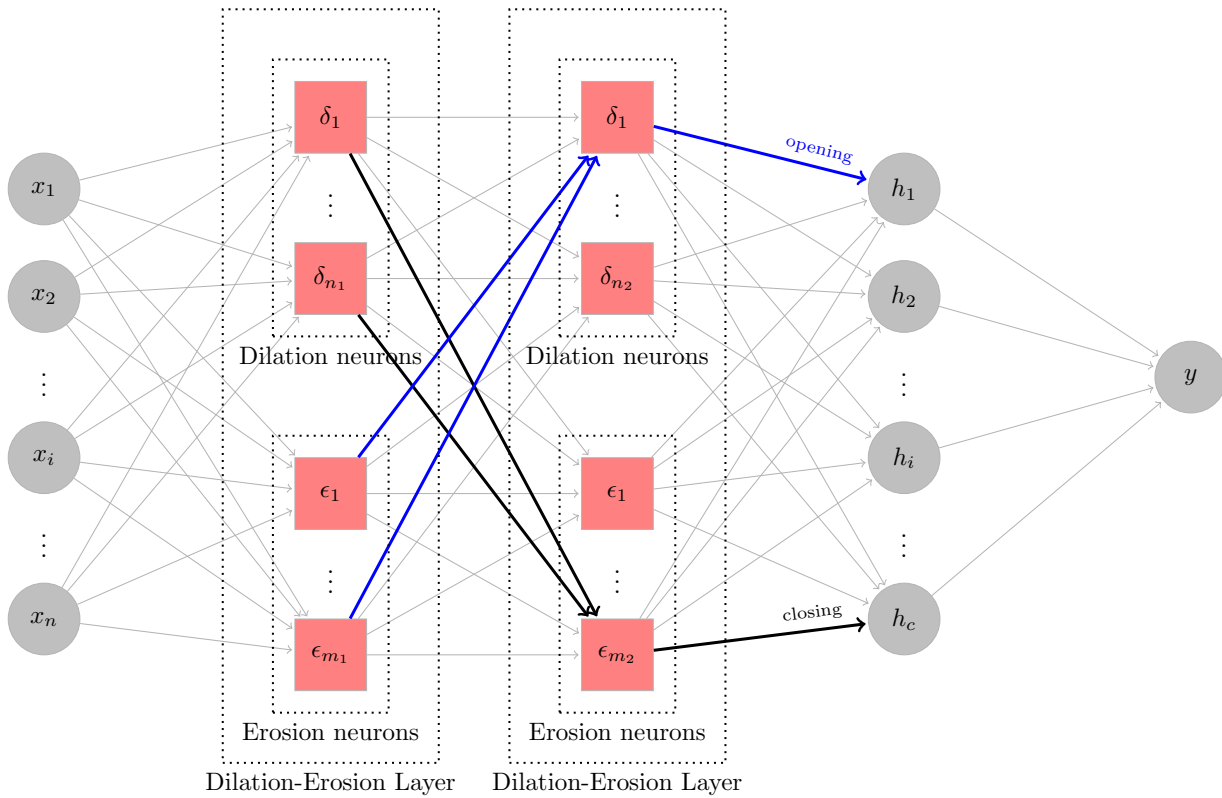 x₁
x₂
⋮
xᵢ
⋮
xₙ
δ₁
⋮
δₙ₁
Dilation neurons
ϵ₁
⋮
ϵₘ₁
Erosion neurons
Dilation-Erosion Layer
δ₁
⋮
δₙ₂
Dilation neurons
ϵ₁
⋮
ϵₘ₂
Erosion neurons
Dilation-Erosion Layer
opening
closing
h₁
h₂
⋮
hᵢ
⋮
h_c
y